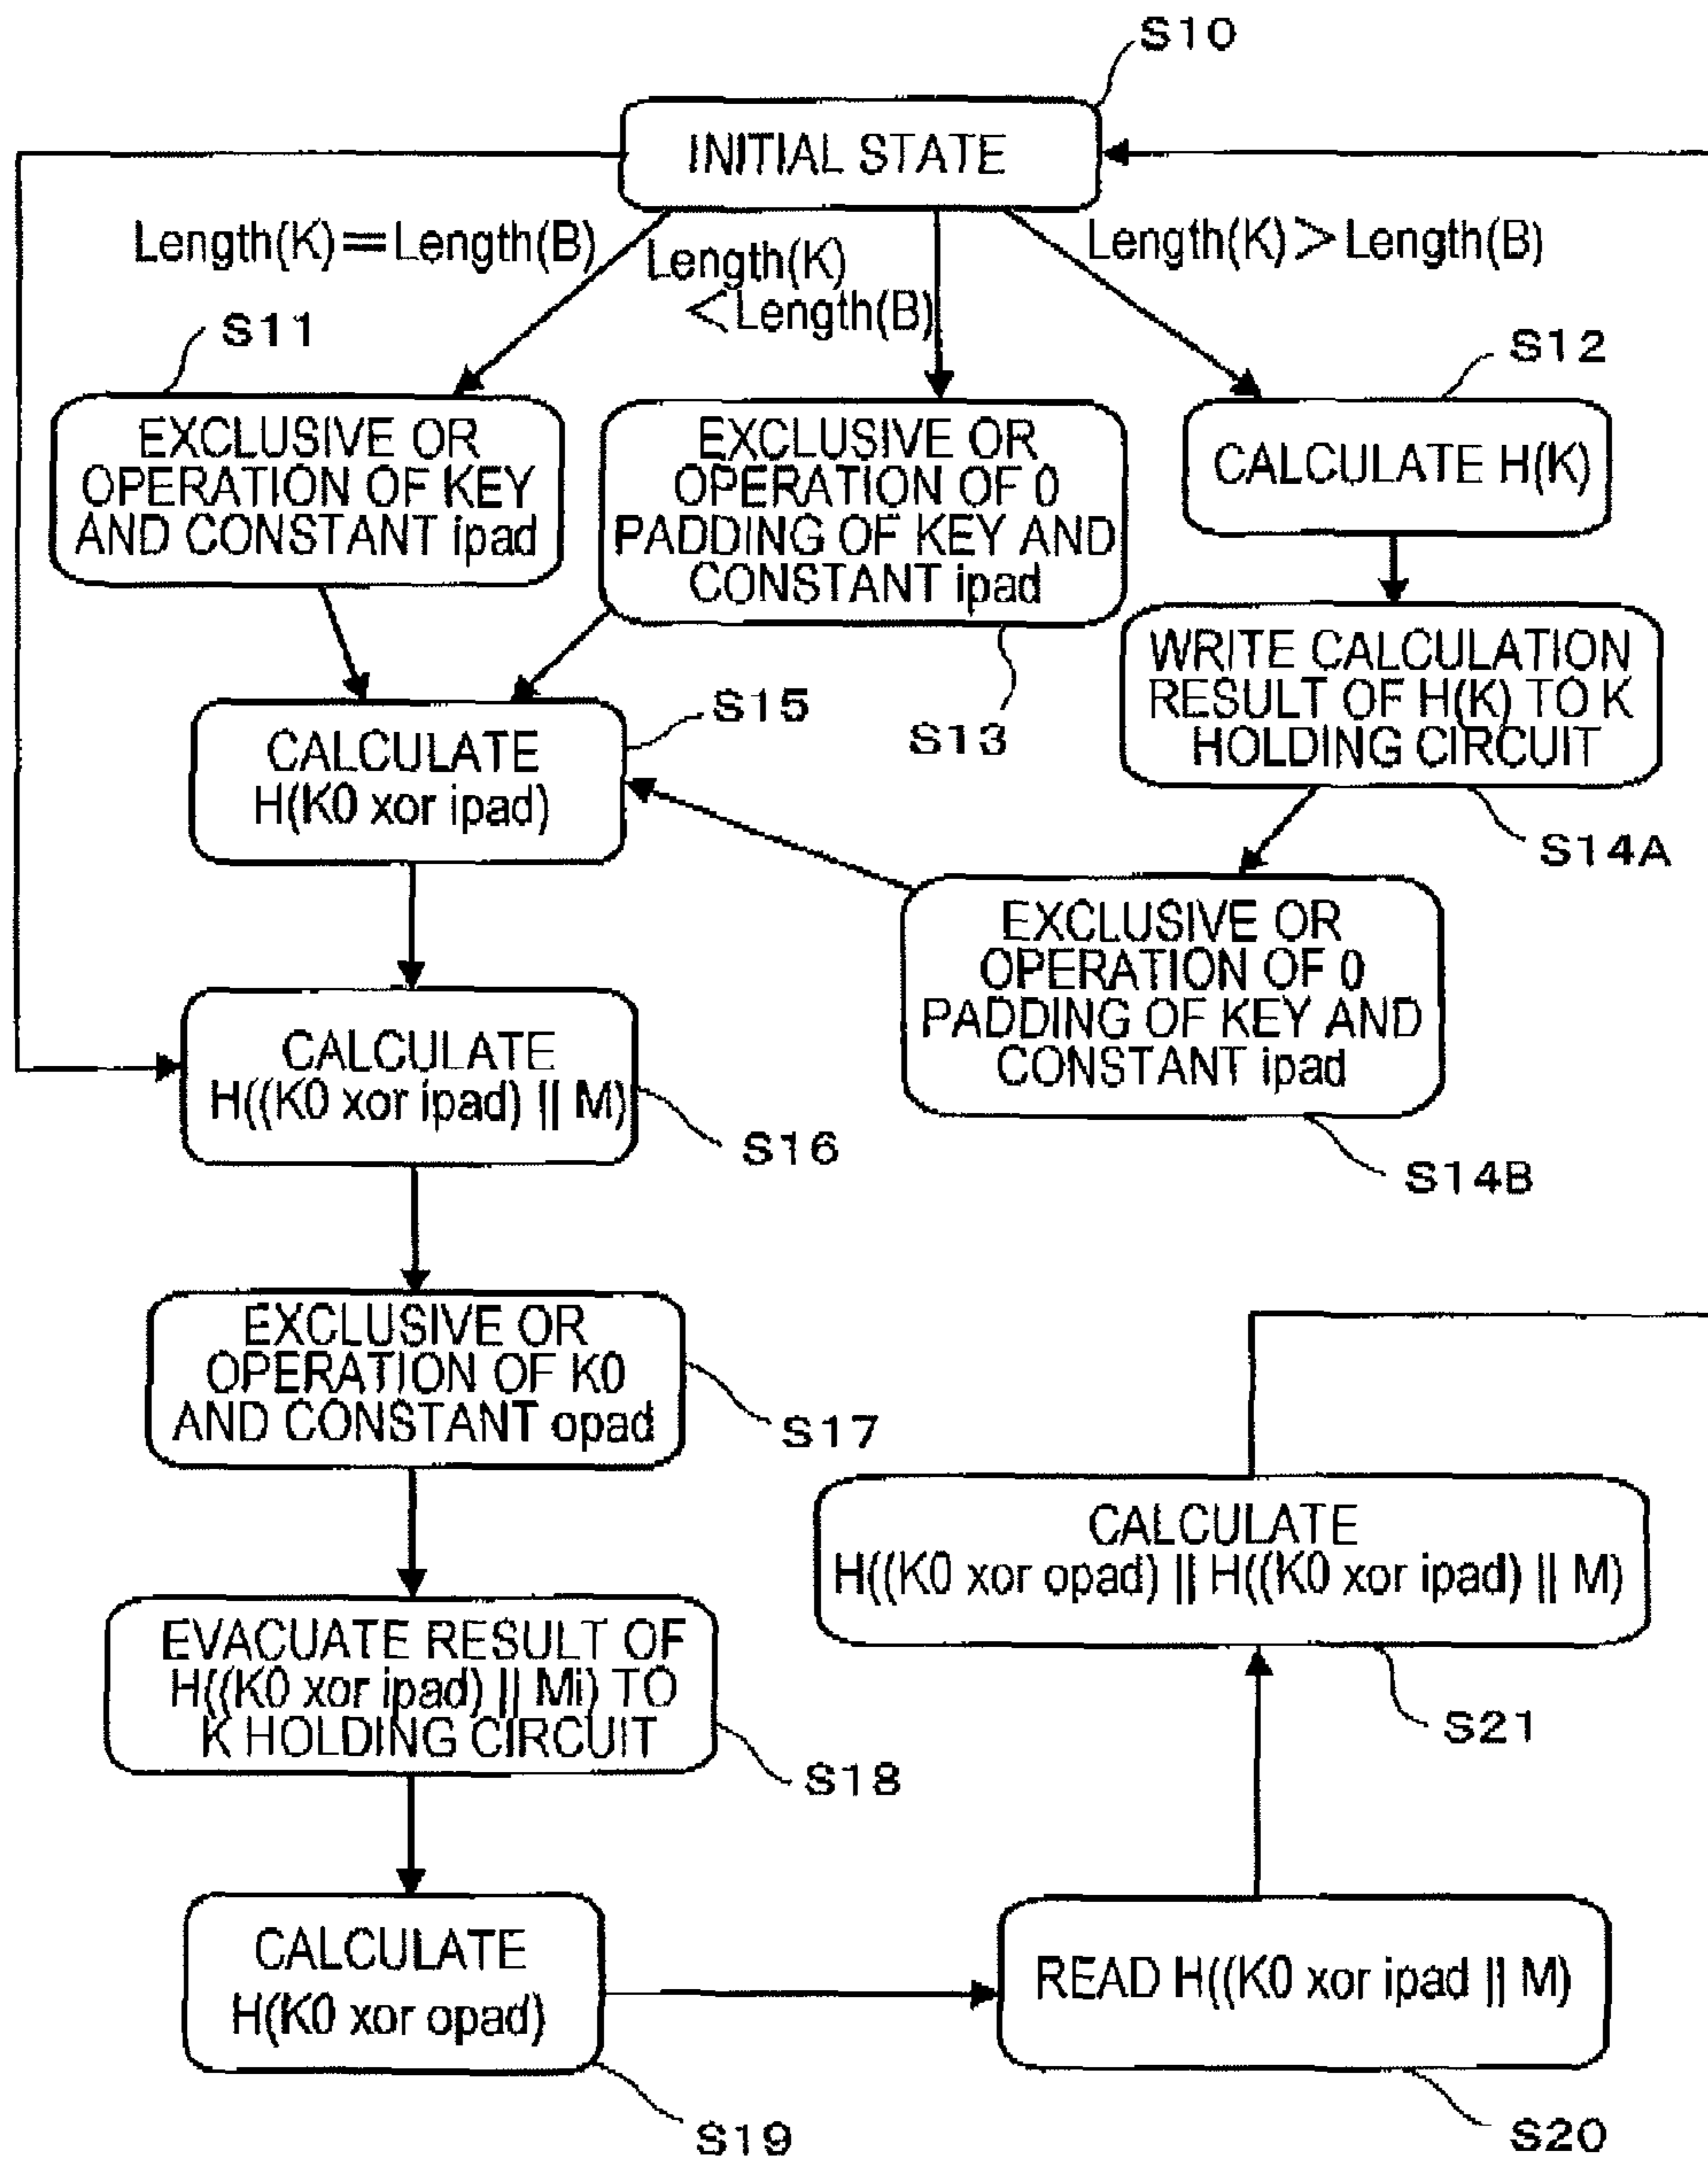 S10
INITIAL STATE
Length(K)=Length(B)
Length(K)
<Length(B)
Length(K)>Length(B)
S11
S12
EXCLUSIVE OR
OPERATION OF KEY
AND CONSTANT ipad
EXCLUSIVE OR
OPERATION OF 0
PADDING OF KEY AND
CONSTANT ipad
CALCULATE H(K)
S13
WRITE CALCULATION
RESULT OF H(K) TO K
HOLDING CIRCUIT
S15
CALCULATE
H(K0 xor ipad)
S14A
EXCLUSIVE OR
OPERATION OF 0
PADDING OF KEY AND
CONSTANT ipad
S14B
CALCULATE
H((K0 xor ipad) || M)
S16
EXCLUSIVE OR
OPERATION OF K0
AND CONSTANT opad
S17
EVACUATE RESULT OF
H((K0 xor ipad) || Mi) TO
K HOLDING CIRCUIT
S18
CALCULATE
H(K0 xor opad)
S19
READ H((K0 xor ipad || M)
S20
CALCULATE
H((K0 xor opad) || H((K0 xor ipad) || M)
S21